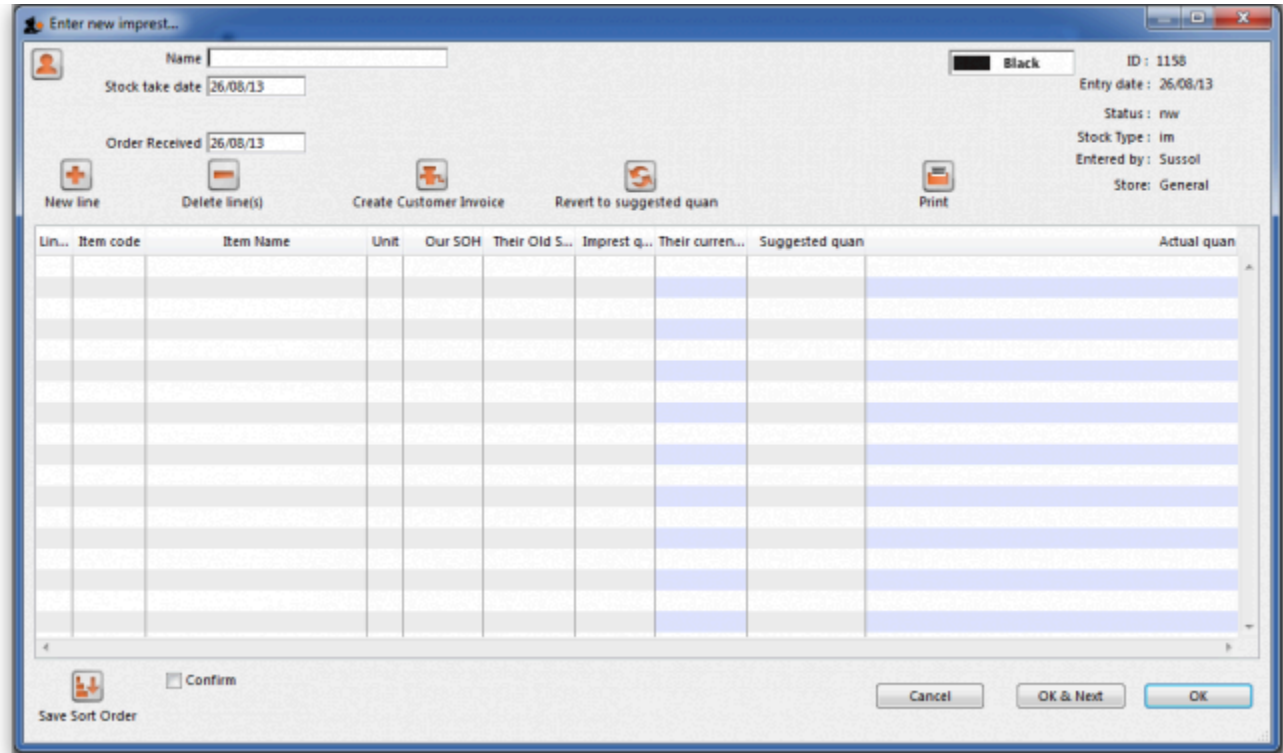 Enter new imprest...
Name
Black
ID : 1158
Stock take date 26/08/13
Entry date : 26/08/13
Status : nw
Order Received 26/08/13
Stock Type : im
Entered by : Sussol
Store: General
New line Delete line(s) Create Customer Invoice Revert to suggested quan Print
Lin... Item code Item Name Unit Our SOH Their Old S... Imprest q... Their curren... Suggested quan Actual quan
Confirm
Cancel OK & Next OK
Save Sort Order